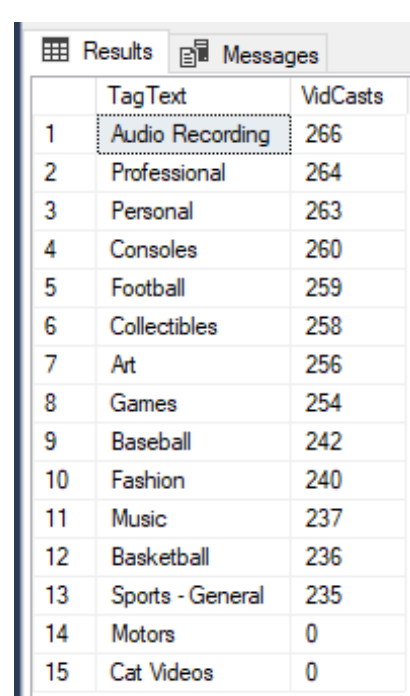 Results Messages
TagText VidCasts
1 Audio Recording 266
2 Professional 264
3 Personal 263
4 Consoles 260
5 Football 259
6 Collectibles 258
7 Art 256
8 Games 254
9 Baseball 242
10 Fashion 240
11 Music 237
12 Basketball 236
13 Sports - General 235
14 Motors 0
15 Cat Videos 0